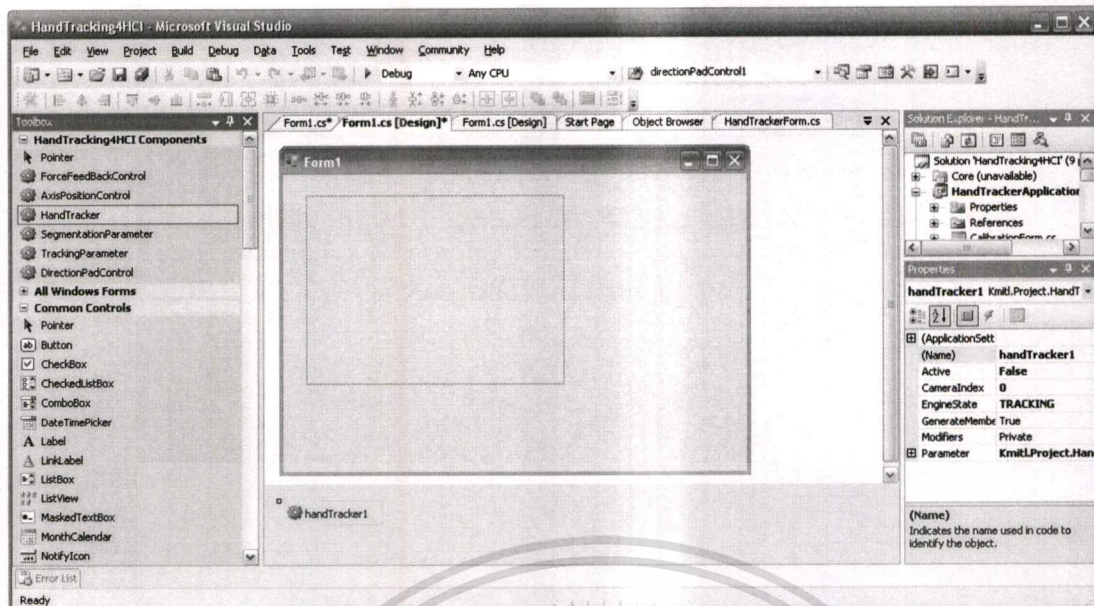 HandTracking4HCI - Microsoft Visual Studio
File Edit View Project Build Debug Data Tools Test Window Community Help
Debug Any CPU directionPadControl1
Toolbox
HandTracking4HCI Components
Pointer
ForceFeedBackControl
AxisPositionControl
HandTracker
SegmentationParameter
TrackingParameter
DirectionPadControl
All Windows Forms
Common Controls
Pointer
Button
CheckBox
CheckedListBox
ComboBox
DateTimePicker
A Label
A LinkLabel
ListBox
ListView
MaskedTextBox
MonthCalendar
NotifyIcon
Form1.cs* Form1.cs [Design]* Form1.cs [Design] Start Page Object Browser HandTrackerForm.cs
Form1
handTracker1
Solution Explorer - HandTr...
Solution 'HandTracking4HCI' (9
Core (unavailable)
HandTrackerApplication
Properties
References
CalibrationForm.cs
Properties
handTracker1 Kmitl.Project.HandT
(ApplicationSett
(Name) handTracker1
Active False
CameraIndex 0
EngineState TRACKING
GenerateMembe True
Modifiers Private
Parameter Kmitl.Project.Han
(Name)
Indicates the name used in code to
identify the object.
Error List
Ready